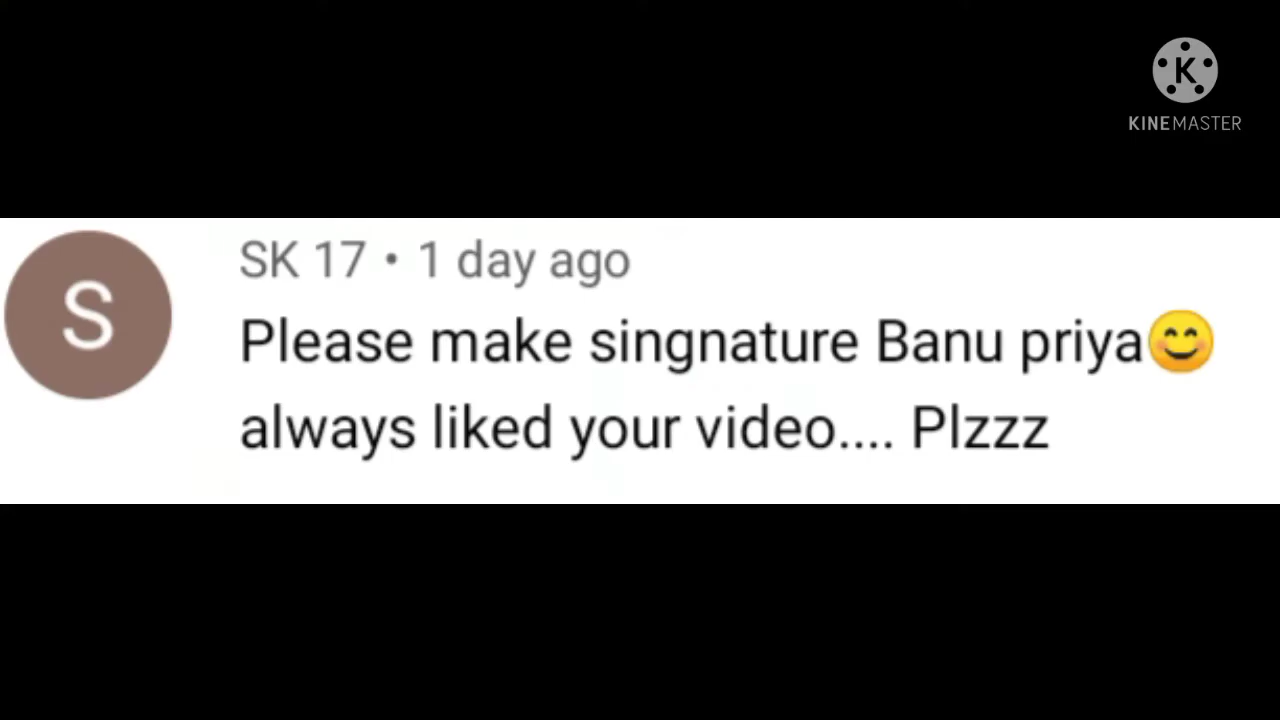 K
KINEMASTER
S
SK 17 • 1 day ago
Please make singnature Banu priya😊
always liked your video.... Plzzz